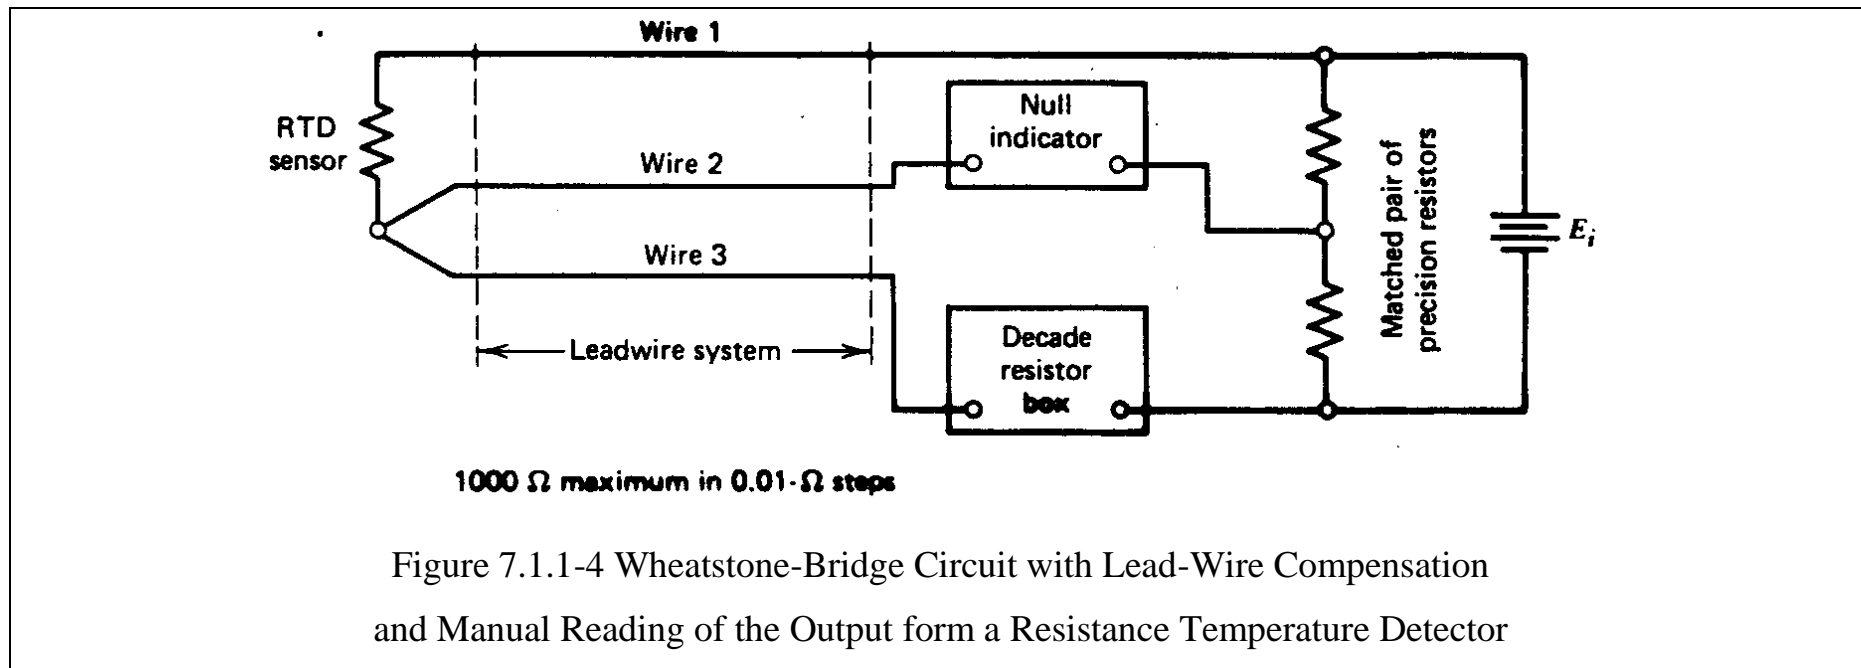 Wire 1
Null
indicator
RTD
sensor
Wire 2
Matched pair of
precision resistors
E_i
Wire 3
Decade
resistor
box
Leadwire system
1000 Ω maximum in 0.01-Ω steps
Figure 7.1.1-4 Wheatstone-Bridge Circuit with Lead-Wire Compensation
and Manual Reading of the Output form a Resistance Temperature Detector